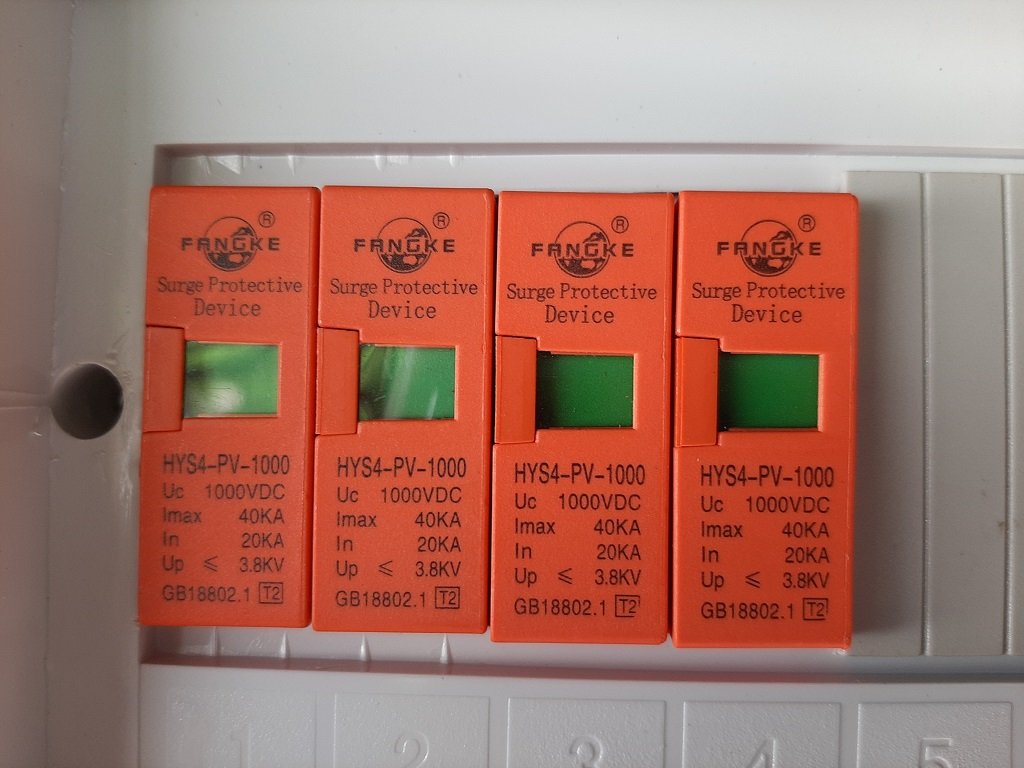 FANGKE ®
Surge Protective
Device
HYS4-PV-1000
Uc 1000VDC
Imax 40KA
In 20KA
Up ≤ 3.8KV
GB18802.1 T2
FANGKE ®
Surge Protective
Device
HYS4-PV-1000
Uc 1000VDC
Imax 40KA
In 20KA
Up ≤ 3.8KV
GB18802.1 T2
FANGKE ®
Surge Protective
Device
HYS4-PV-1000
Uc 1000VDC
Imax 40KA
In 20KA
Up ≤ 3.8KV
GB18802.1 T2
FANGKE ®
Surge Protective
Device
HYS4-PV-1000
Uc 1000VDC
Imax 40KA
In 20KA
Up ≤ 3.8KV
GB18802.1 T2
1 2 3 4 5